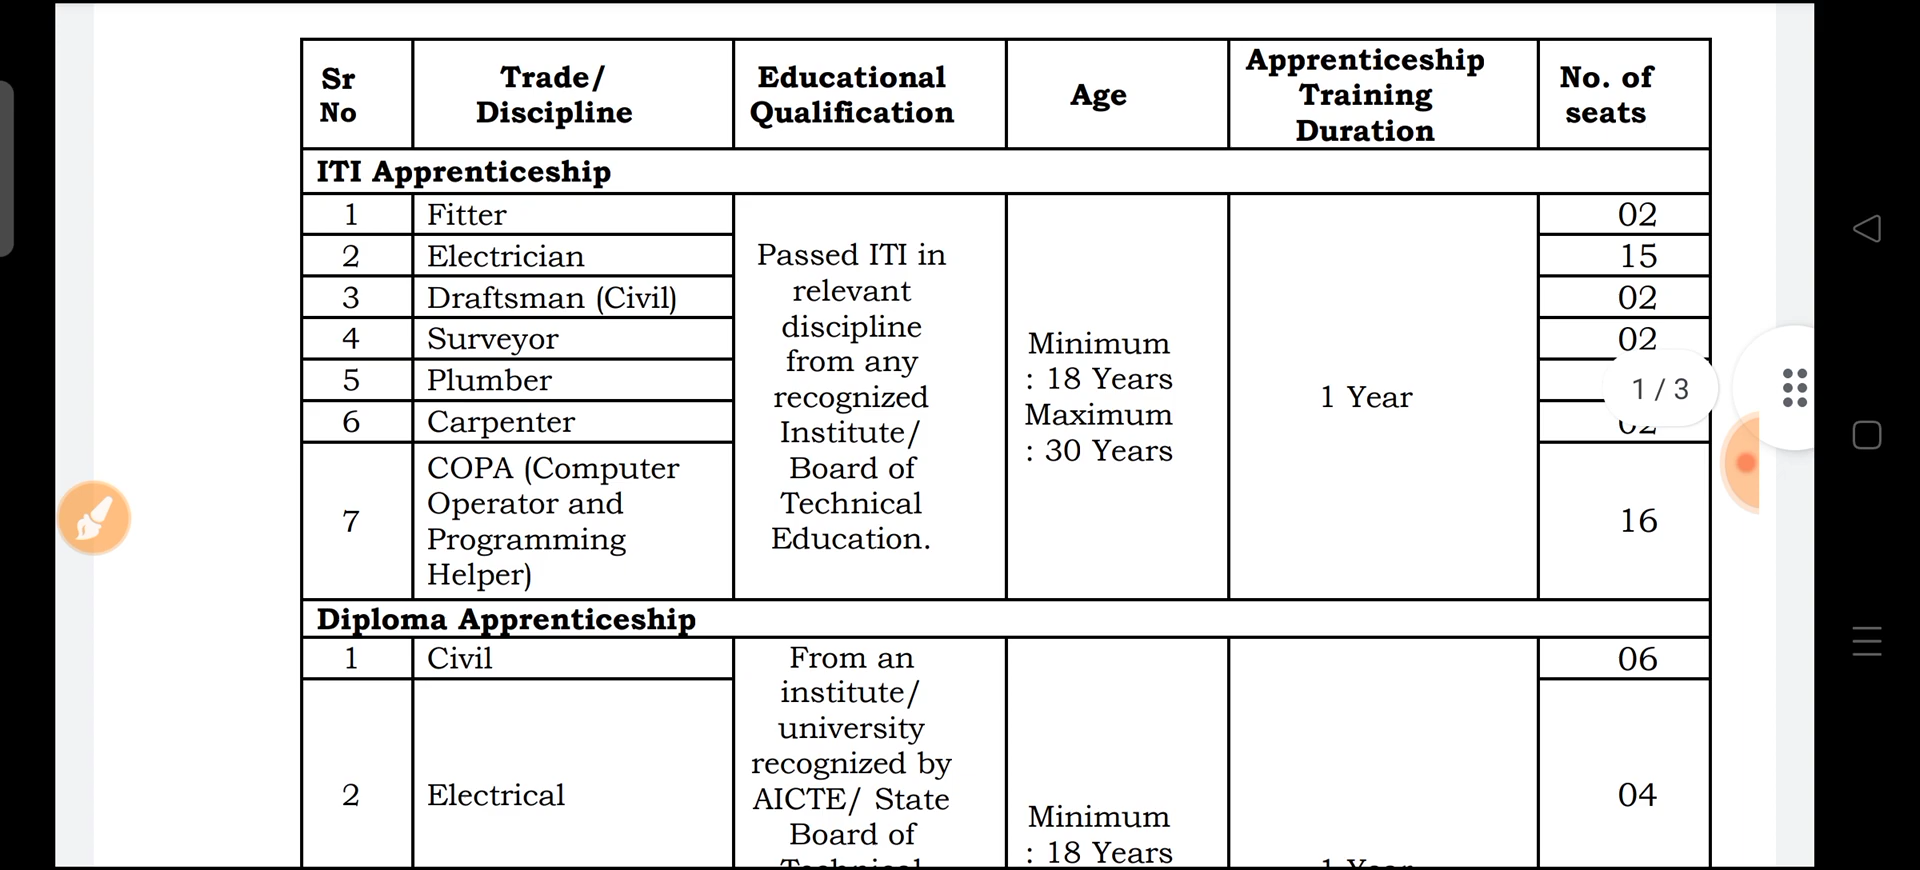 Sr No
Trade/ Discipline
Educational Qualification
Age
Apprenticeship Training Duration
No. of seats
ITI Apprenticeship
1 Fitter 02
2 Electrician 15
3 Draftsman (Civil) 02
4 Surveyor 02
5 Plumber
6 Carpenter
7 COPA (Computer
Operator and
Programming
Helper)
16
Passed ITI in
relevant
discipline
from any
recognized
Institute/
Board of
Technical
Education.
Minimum
: 18 Years
Maximum
: 30 Years
1 Year
1 / 3
Diploma Apprenticeship
1 Civil 06
2 Electrical 04
From an
institute/
university
recognized by
AICTE/ State
Board of
Technical
Minimum
: 18 Years
1 Year